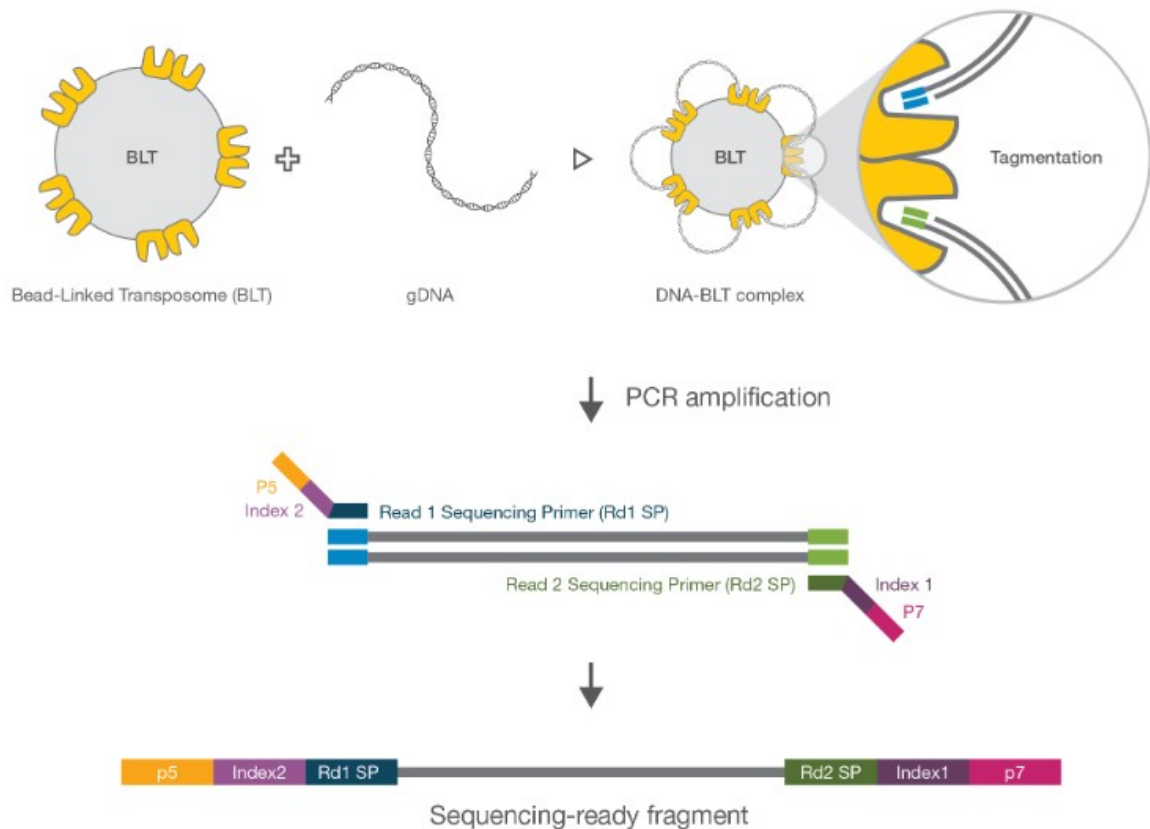 BLT
BLT
Tagmentation
Bead-Linked Transposome (BLT)
gDNA
DNA-BLT complex
PCR amplification
P5
Index 2
Read 1 Sequencing Primer (Rd1 SP)
Read 2 Sequencing Primer (Rd2 SP)
Index 1
P7
p5
Index2
Rd1 SP
Rd2 SP
Index1
p7
Sequencing-ready fragment